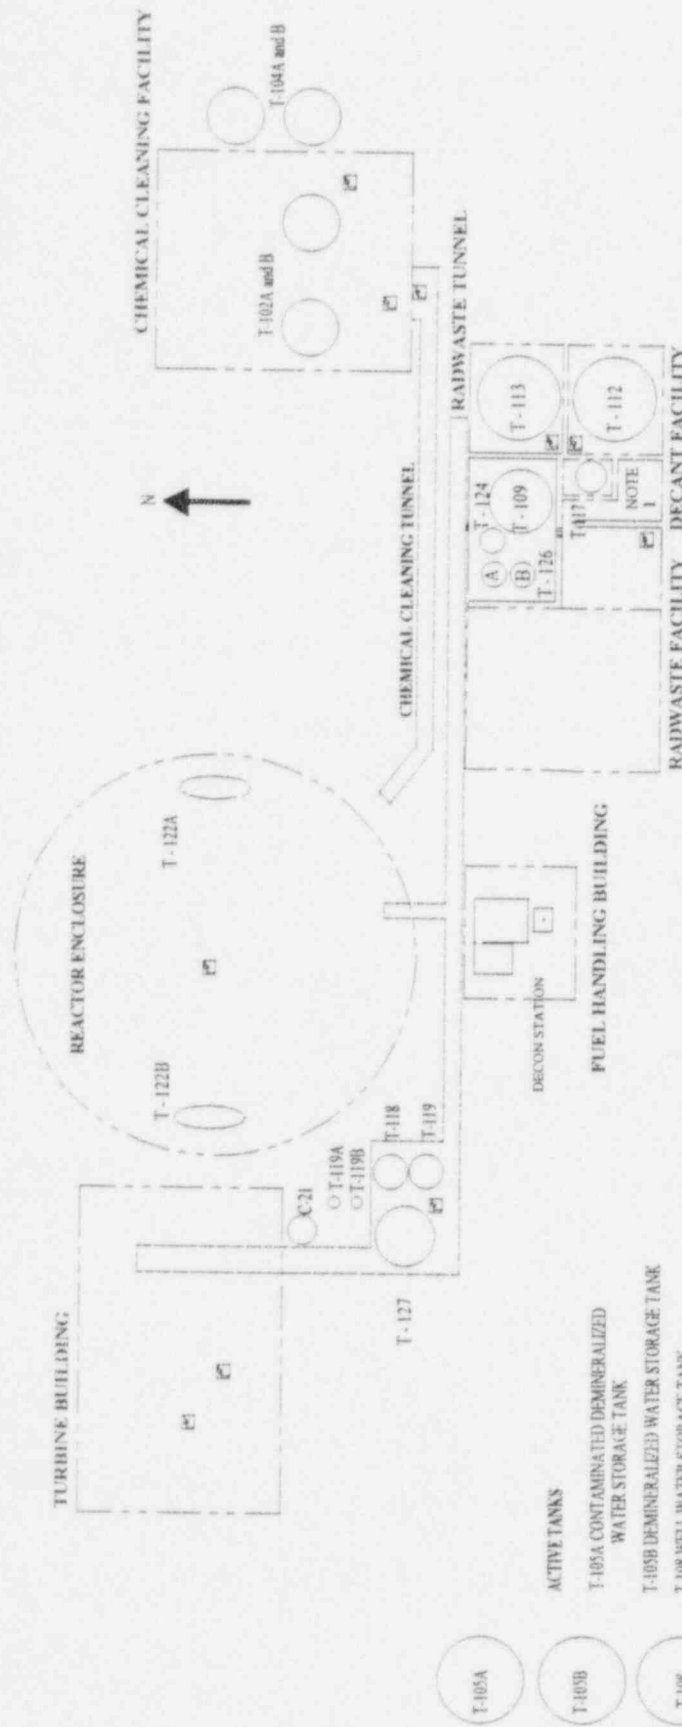 CHEMICAL CLEANING FACILITY
T-104A and B
T-102A and B
N
REACTOR ENCLOSURE
T - 122A
T - 122B
CHEMICAL CLEANING TUNNEL
RADWASTE TUNNEL
TURBINE BUILDING
C-21
T-119A
T-119B
T-118
T-119
T - 127
T - 124
A
B
T - 109
T - 126
T - 113
T - 112
NOTE
1
RADWASTE FACILITY
DECANT FACILITY
DECON STATION
FUEL HANDLING BUILDING
T-105A
T-105B
ACTIVE TANKS
T-105A CONTAMINATED DEMINERALIZED
WATER STORAGE TANK
T-105B DEMINERALIZED WATER STORAGE TANK